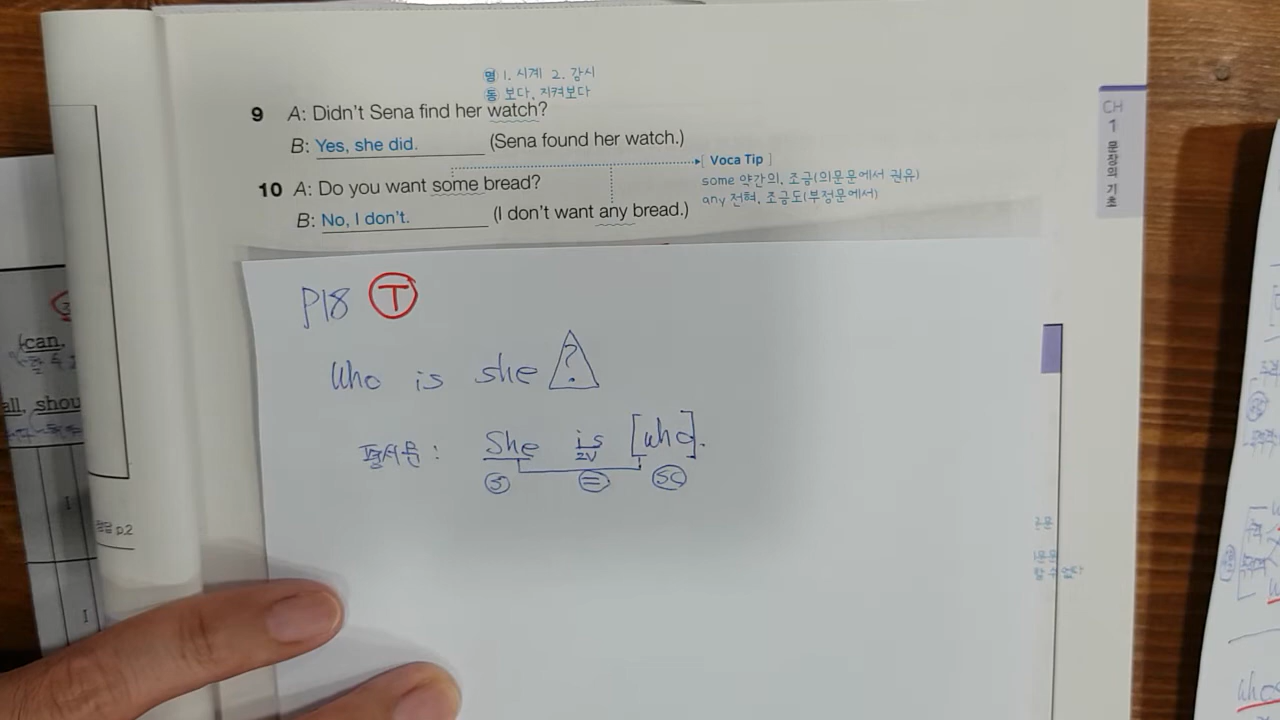 명 1. 시계 2. 감시
통 보다, 지켜보다
9 A: Didn't Sena find her watch?
B: Yes, she did. (Sena found her watch.)
[ Voca Tip ]
10 A: Do you want some bread?
some 약간의, 조금(의문문에서 권유)
any 전혀, 조금도(부정문에서)
B: No, I don't. (I don't want any bread.)
CH 1 문장의 기초
P18 T
Who is she ?
평서문 : She is [who].
2V
S = SC
can,
all, shou
정답 p.2